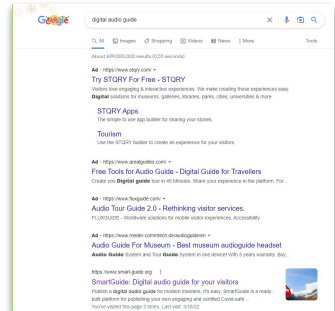 Google
digital audio guide
All Images Shopping Videos News More Tools
About 699,000,000 results (0.55 seconds)
Ad · https://www.stqry.com/
Try STQRY For Free - STQRY
Visitors love engaging & interactive experiences. We make creating those experiences easy.
Digital solutions for museums, galleries, libraries, parks, cities, universities & more.
STQRY Apps
The simple to use app builder for sharing your stories.
Tourism
Use the STQRY builder to create an experience for your visitors.
Ad · https://www.arealguides.com/
Free Tools for Audio Guide - Digital Guide for Travellers
Create you Digital guide tour in 45 Minutes. Share your experience in the platform. For...
Ad · https://www.fluxguide.com/
Audio Tour Guide 2.0 - Rethinking visitor services.
FLUXGUIDE - Worldwide solutions for mobile visitor experiences. Accessibility.
Ad · https://www.meder-commtech.de/audioguide/en
Audio Guide For Museum - Best museum audioguide headset
Audio Guide System and Tour Guide System in one device! With 5 years warranty. Buy...
https://www.smart-guide.org
SmartGuide: Digital audio guide for your visitors
Publish a digital audio guide for modern travelers. It's easy. SmartGuide is a ready-
built platform for publishing your own engaging and certified Covid-safe...
You've visited this page 3 times. Last visit: 3/16/22